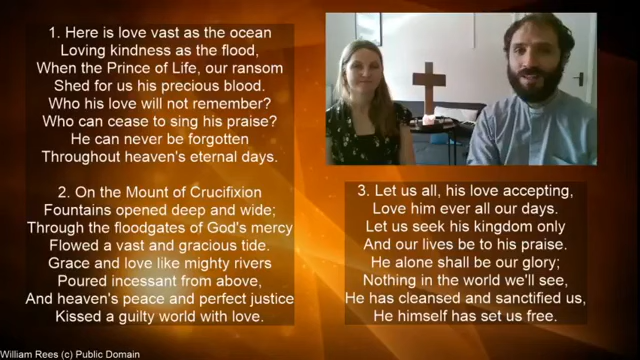 1. Here is love vast as the ocean
Loving kindness as the flood,
When the Prince of Life, our ransom
Shed for us his precious blood.
Who his love will not remember?
Who can cease to sing his praise?
He can never be forgotten
Throughout heaven's eternal days.
2. On the Mount of Crucifixion
Fountains opened deep and wide;
Through the floodgates of God's mercy
Flowed a vast and gracious tide.
Grace and love like mighty rivers
Poured incessant from above,
And heaven's peace and perfect justice
Kissed a guilty world with love.
3. Let us all, his love accepting,
Love him ever all our days.
Let us seek his kingdom only
And our lives be to his praise.
He alone shall be our glory;
Nothing in the world we'll see,
He has cleansed and sanctified us,
He himself has set us free.
William Rees (c) Public Domain